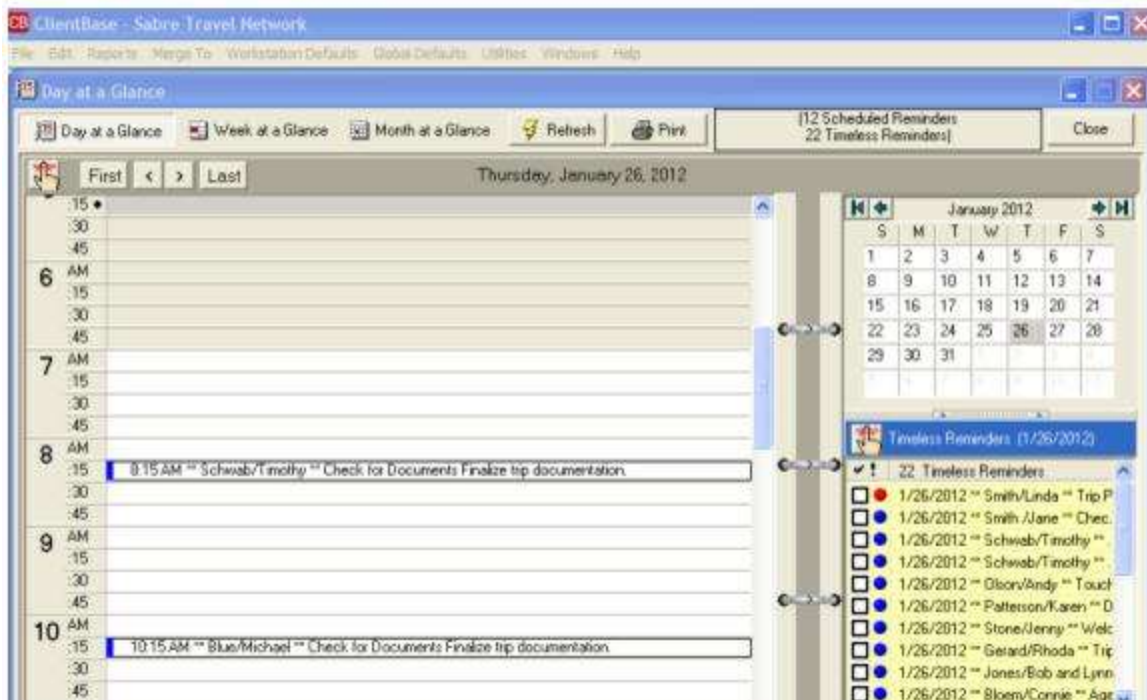 CB ClientBase - Sabre Travel Network
File Edit Reports Merge To Workstation Defaults Global Defaults Utilities Windows Help
Day at a Glance
Day at a Glance Week at a Glance Month at a Glance Refresh Print
[12 Scheduled Reminders
22 Timeless Reminders]
Close
First < > Last Thursday, January 26, 2012
:15
:30
:45
6 AM
:15
:30
:45
7 AM
:15
:30
:45
8 AM
:15 8:15 AM ** Schwab/Timothy ** Check for Documents Finalize trip documentation.
:30
:45
9 AM
:15
:30
:45
10 AM
:15 10:15 AM ** Blue/Michael ** Check for Documents Finalize trip documentation.
:30
:45
January 2012
S M T W T F S
1 2 3 4 5 6 7
8 9 10 11 12 13 14
15 16 17 18 19 20 21
22 23 24 25 26 27 28
29 30 31
Timeless Reminders (1/26/2012)
! 22 Timeless Reminders
1/26/2012 ** Smith/Linda ** Trip P
1/26/2012 ** Smith /Jane ** Chec.
1/26/2012 ** Schwab/Timothy **
1/26/2012 ** Schwab/Timothy **
1/26/2012 ** Olson/Andy ** Touch
1/26/2012 ** Patterson/Karen ** D
1/26/2012 ** Stone/Jenny ** Welc
1/26/2012 ** Gerard/Rhoda ** Trip
1/26/2012 ** Jones/Bob and Lynn
1/26/2012 ** Bloem/Connie ** Age